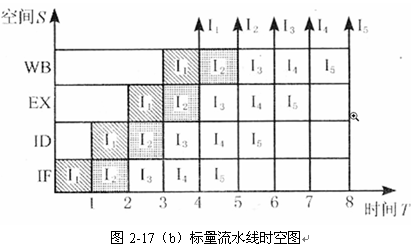 空间S I₁ I₂ I₃ I₄ I₅
WB I₁ I₂ I₃ I₄ I₅
EX I₁ I₂ I₃ I₄ I₅
ID I₁ I₂ I₃ I₄ I₅
IF I₁ I₂ I₃ I₄ I₅
1 2 3 4 5 6 7 8 时间T
图 2-17（b）标量流水线时空图